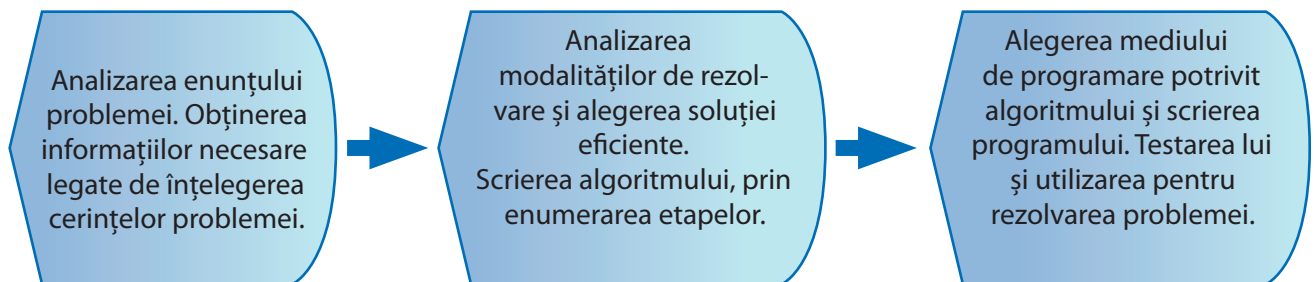 Analizarea enunțului
problemei. Obținerea
informațiilor necesare
legate de înțelegerea
cerințelor problemei.
Analizarea
modalităților de rezol-
vare și alegerea soluției
eficiente.
Scrierea algoritmului, prin
enumerarea etapelor.
Alegerea mediului
de programare potrivit
algoritmului și scrierea
programului. Testarea lui
și utilizarea pentru
rezolvarea problemei.